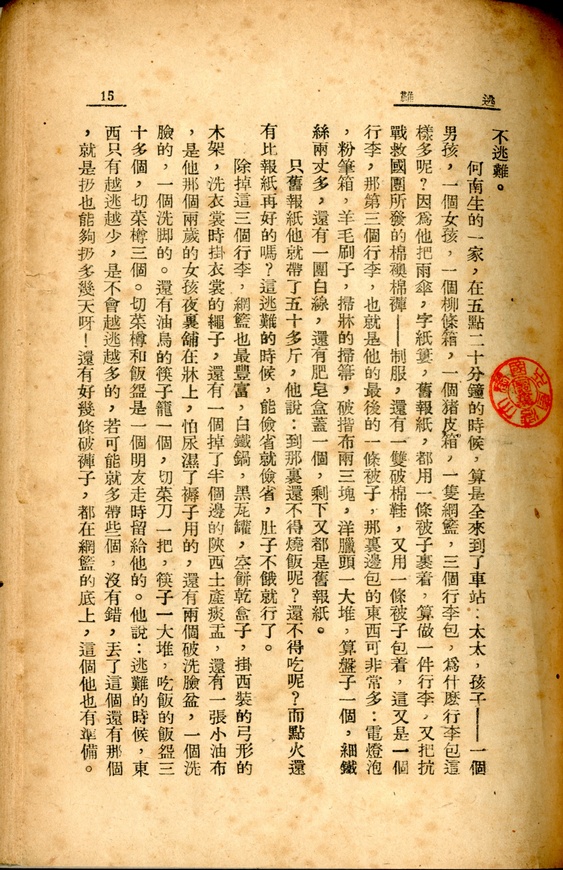 逃難
15
不逃難。
何南生的一家，在五點二十分鐘的時候，算是全來到了車站：太太，孩子——一個
男孩，一個女孩，一個柳條箱，一個猪皮箱，一隻網籃，三個行李包，爲什麽行李包這
樣多呢？因爲他把雨傘，字紙簍，舊報紙，都用一條被子裹着，算做一件行李，又把抗
戰救國團所發的棉襖棉褲——制服，還有一雙破棉鞋，又用一條被子包着，這又是一個
行李，那第三個行李，也就是他的最後的一條被子，那裏邊包的東西可非常多：電燈泡
，粉筆箱，羊毛刷子，掃牀的掃箒，破揩布兩三塊，洋臘頭一大堆，算盤子一個，細鐵
絲兩丈多，還有一團白線，還有肥皂盒蓋一個，剩下又都是舊報紙。
只舊報紙他就帶了五十多斤，他說：到那裏還不得燒飯呢？還不得吃呢？而點火還
有比報紙再好的嗎？這逃難的時候，能儉省就儉省，肚子不餓就行了。
除掉這三個行李，網籃也最豐富，白鐵鍋，黑瓦罐，空餅乾盒子，掛西裝的弓形的
木架，洗衣裳時掛衣裳的繩子，還有一個掉了半個邊的陝西土產痰盂，還有一張小油布
，是他那個兩歲的女孩夜裏舖在牀上，怕尿濕了褥子用的，還有兩個破洗臉盆，一個洗
臉的，一個洗脚的。還有油烏的筷子籠一個，切菜刀一把，筷子一大堆，吃飯的飯盌三
十多個，切菜樽三個。切菜樽和飯盌是一個朋友走時留給他的。他說：逃難的時候，東
西只有越逃越少，是不會越逃越多的，若可能就多帶些個，沒有錯，丟了這個還有那個
，就是扔也能夠扔多幾天呀！還有好幾條破褲子，都在網籃的底上，這個他也有準備。